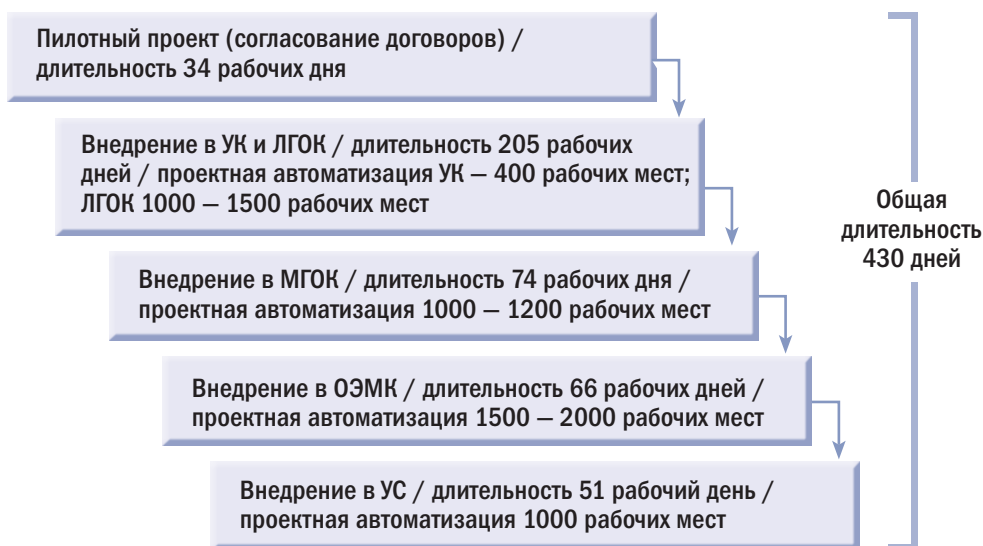 Пилотный проект (согласование договоров) /
длительность 34 рабочих дня
Внедрение в УК и ЛГОК / длительность 205 рабочих
дней / проектная автоматизация УК — 400 рабочих мест;
ЛГОК 1000 — 1500 рабочих мест
Внедрение в МГОК / длительность 74 рабочих дня /
проектная автоматизация 1000 — 1200 рабочих мест
Внедрение в ОЭМК / длительность 66 рабочих дней /
проектная автоматизация 1500 — 2000 рабочих мест
Внедрение в УС / длительность 51 рабочий день /
проектная автоматизация 1000 рабочих мест
Общая
длительность
430 дней